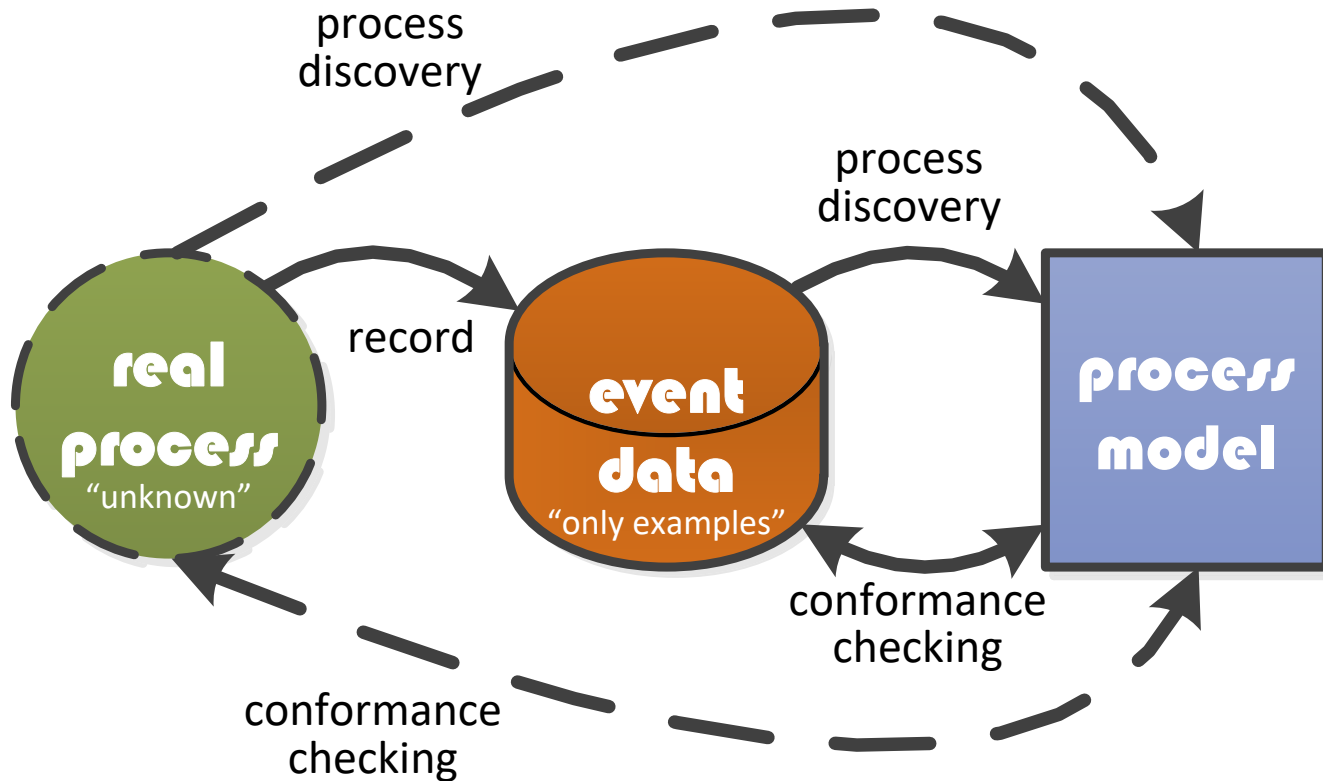 process
discovery
process
discovery
record
real
process
“unknown”
event
data
“only examples”
process
model
conformance
checking
conformance
checking